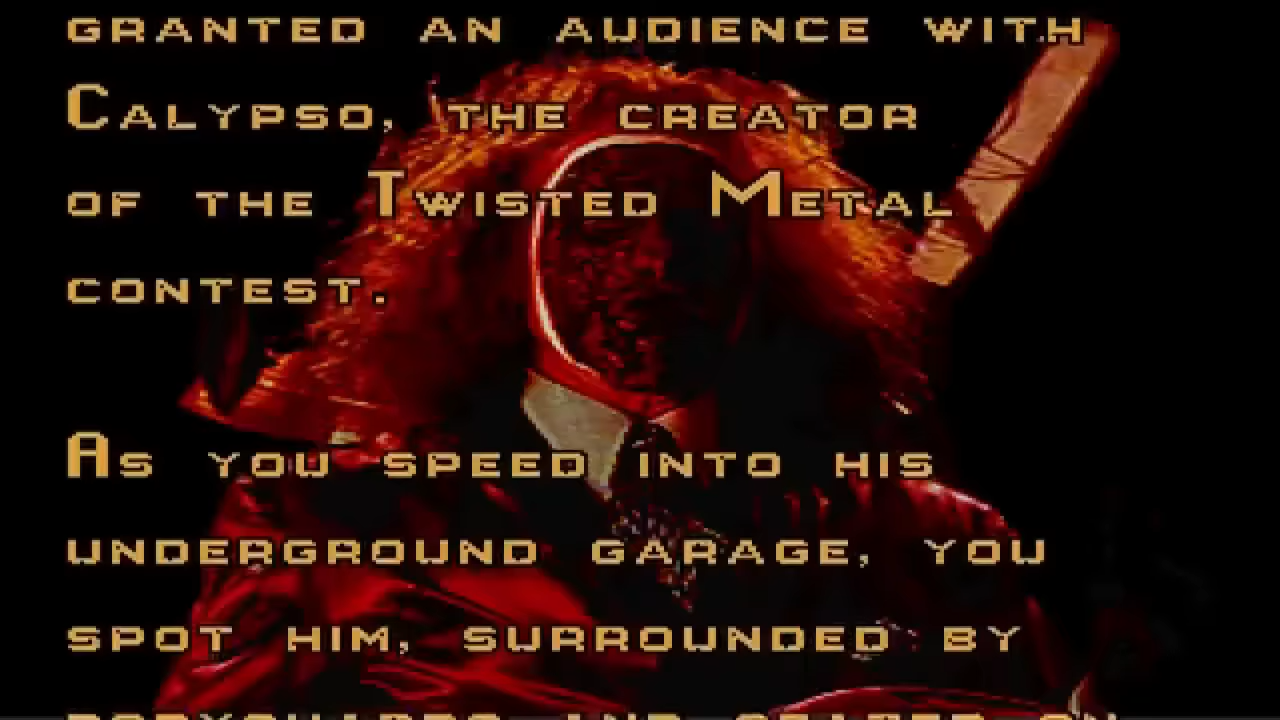 GRANTED AN AUDIENCE WITH
CALYPSO, THE CREATOR
OF THE TWISTED METAL
CONTEST.
AS YOU SPEED INTO HIS
UNDERGROUND GARAGE, YOU
SPOT HIM, SURROUNDED BY